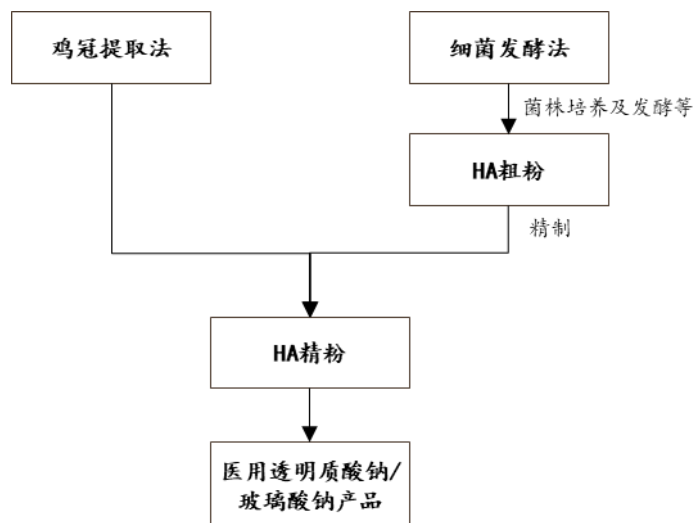 鸡冠提取法
细菌发酵法
菌株培养及发酵等
HA粗粉
精制
HA精粉
医用透明质酸钠/
玻璃酸钠产品